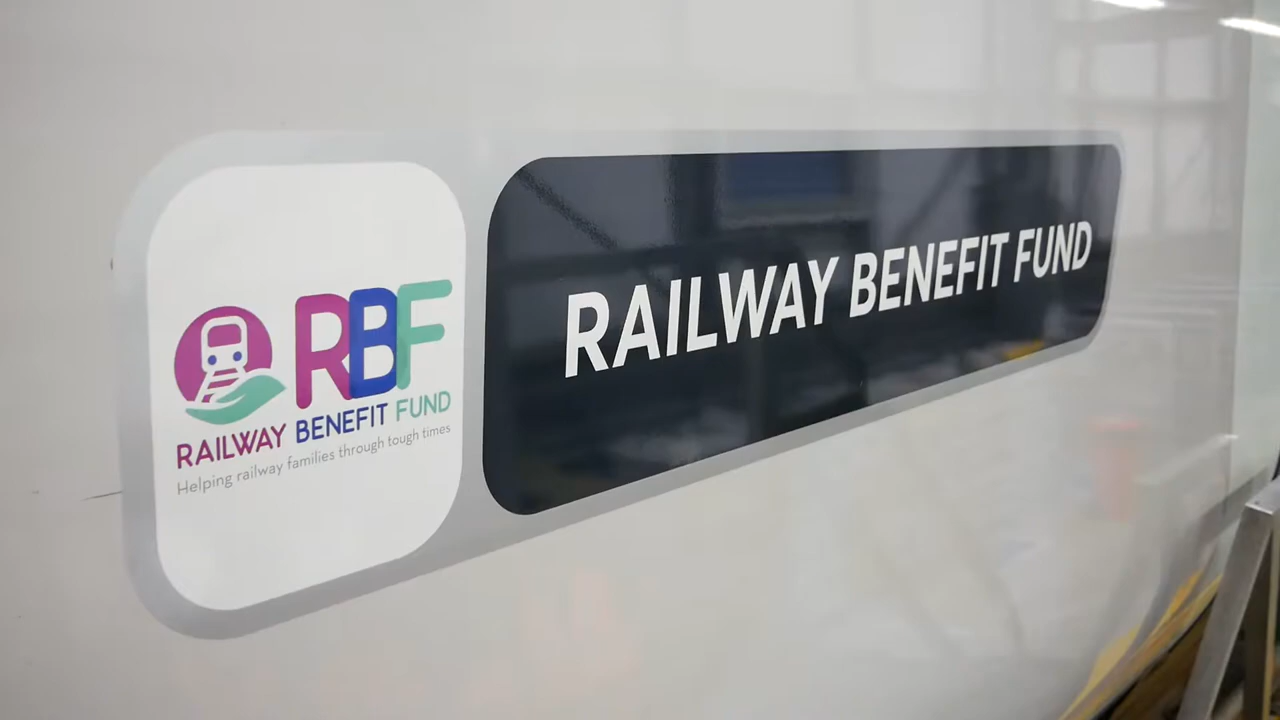 RBF
RAILWAY BENEFIT FUND
Helping railway families through tough times
RAILWAY BENEFIT FUND